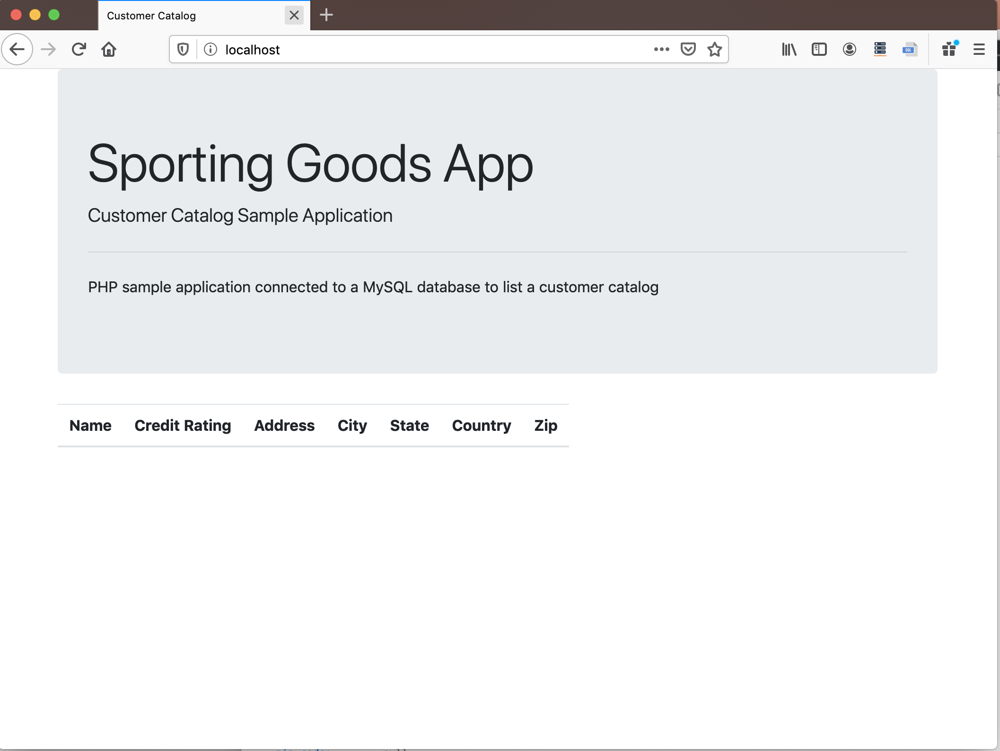 Customer Catalog
localhost
SQL
Sporting Goods App
Customer Catalog Sample Application
PHP sample application connected to a MySQL database to list a customer catalog
Name Credit Rating Address City State Country Zip